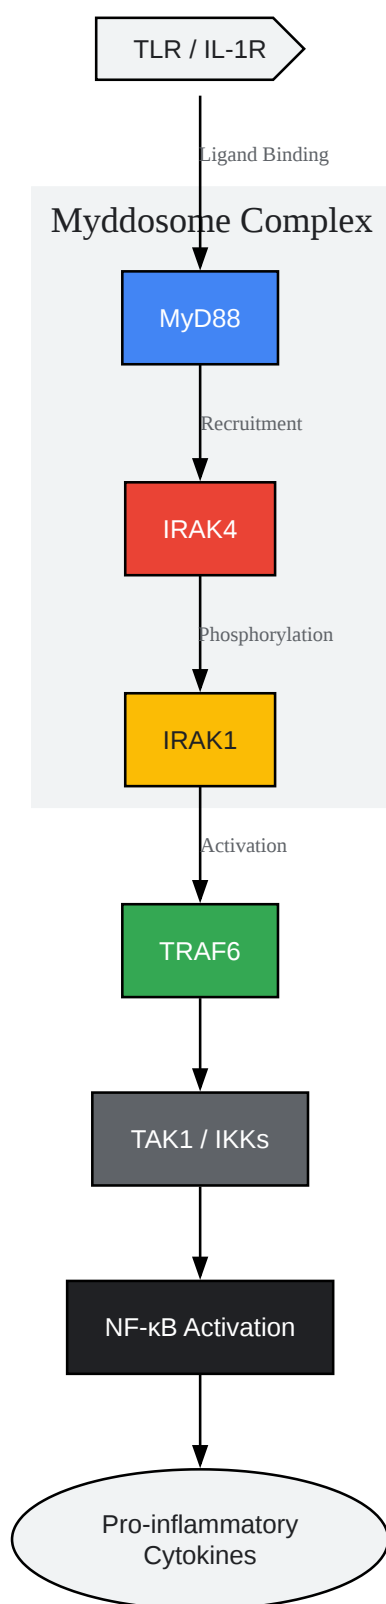 TLR / IL-1R
Ligand Binding
Myddosome Complex
MyD88
Recruitment
IRAK4
Phosphorylation
IRAK1
Activation
TRAF6
TAK1 / IKKs
NF-κB Activation
Pro-inflammatory
Cytokines